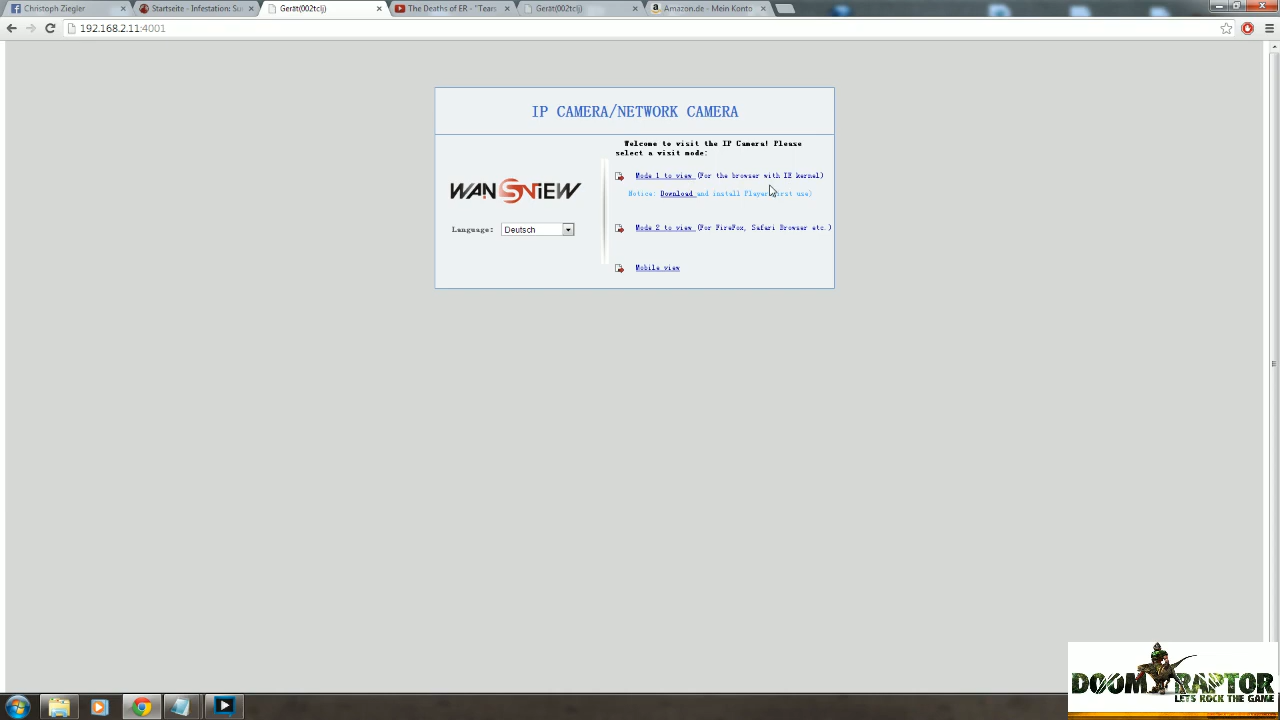 Christoph Ziegler
Startseite - Infestation: Su
Gerät(002tclj)
The Deaths of ER - "Tears
Gerät(002tclj)
Amazon.de - Mein Konto
192.168.2.11:4001
IP CAMERA/NETWORK CAMERA
Welcome to visit the IP Camera! Please
select a visit mode:
Mode 1 to view (For the browser with IE kernel)
Notice: Download and install Player first use)
WANSVIEW
Language: Deutsch
Mode 2 to view (For FireFox, Safari Browser etc.)
Mobile view
DOOM RAPTOR
LETS ROCK THE GAME